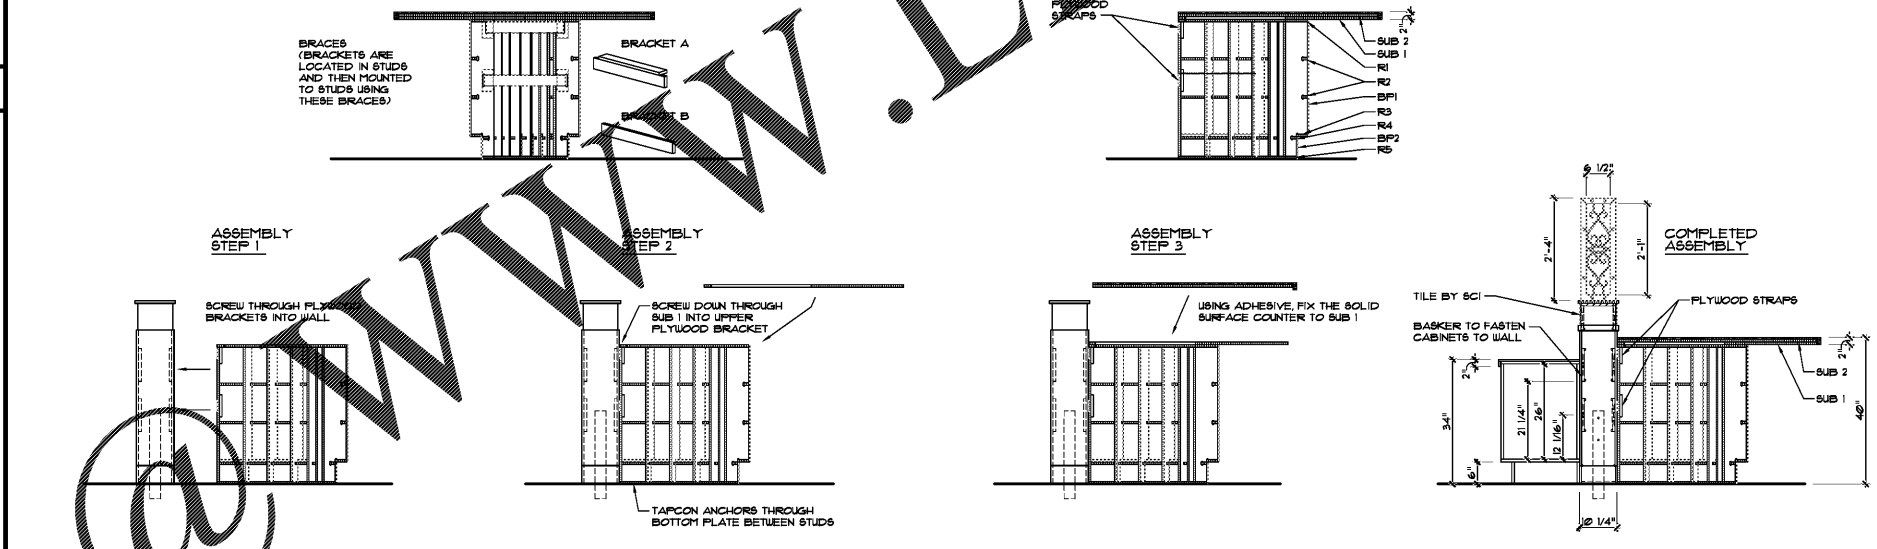 BRACES
(BRACKETS ARE
LOCATED IN STUDS
AND THEN MOUNTED
TO STUDS USING
THESE BRACES)
BRACKET A
BRACKET B
PLYWOOD
STRAPS
2"
SUB 2
SUB 1
R1
R2
BP1
R3
R4
BP2
R5
ASSEMBLY
STEP 1
SCREW THROUGH PLYWOOD
BRACKETS INTO WALL
ASSEMBLY
STEP 2
SCREW DOWN THROUGH
SUB 1 INTO UPPER
PLYWOOD BRACKET
TAPCON ANCHORS THROUGH
BOTTOM PLATE BETWEEN STUDS
ASSEMBLY
STEP 3
USING ADHESIVE, FIX THE SOLID
SURFACE COUNTER TO SUB 1
COMPLETED
ASSEMBLY
6 1/2"
2'-4"
2'-1"
TILE BY SCI
PLYWOOD STRAPS
BASKER TO FASTEN
CABINETS TO WALL
2"
SUB 2
SUB 1
40"
34"
2"
21 1/4"
26"
12 1/16"
6"
10 1/4"
@WWW.